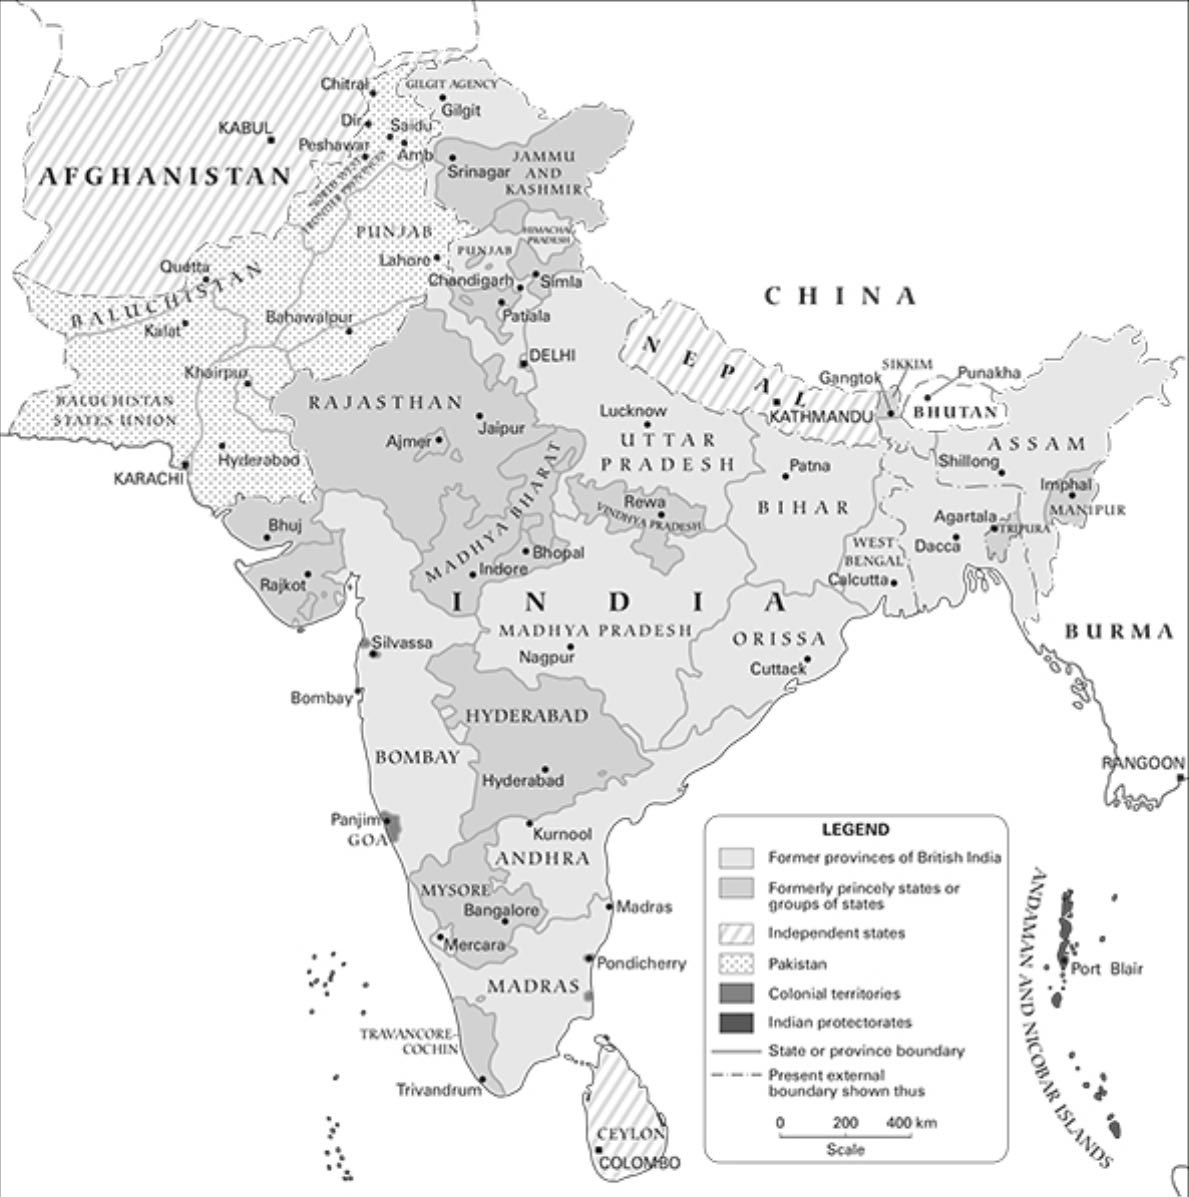 Chitral
GILGIT AGENCY
Gilgit
KABUL
Dir
Saidu
Peshawar
Amb
AFGHANISTAN
NORTH WEST
FRONTIER PROVINCES
Srinagar
JAMMU
AND
KASHMIR
PUNJAB
Lahore
HIMACHAL
PRADESH
PUNJAB
Chandigarh
Simla
Patiala
Quetta
BALUCHISTAN
Kalat
Bahawalpur
CHINA
DELHI
NEPAL
KATHMANDU
Gangtok
SIKKIM
Punakha
BHUTAN
Khairpur
BALUCHISTAN
STATES UNION
RAJASTHAN
Jaipur
Ajmer
Lucknow
UTTAR
PRADESH
ASSAM
Shillong
Hyderabad
KARACHI
Patna
BIHAR
Imphal
MANIPUR
Rewa
VINDHYA PRADESH
MADHYA BHARAT
Agartala
TRIPURA
Dacca
Bhuj
Bhopal
Indore
WEST
BENGAL
Calcutta
Rajkot
INDIA
MADHYA PRADESH
Nagpur
ORISSA
Cuttack
BURMA
Silvassa
Bombay
HYDERABAD
Hyderabad
BOMBAY
RANGOON
Panjim
GOA
Kurnool
ANDHRA
MYSORE
Bangalore
Madras
Mercara
Pondicherry
MADRAS
TRAVANCORE-
COCHIN
Trivandrum
CEYLON
COLOMBO
LEGEND
Former provinces of British India
Formerly princely states or
groups of states
Independent states
Pakistan
Colonial territories
Indian protectorates
State or province boundary
Present external
boundary shown thus
0 200 400 km
Scale
ANDAMAN AND NICOBAR ISLANDS
Port Blair